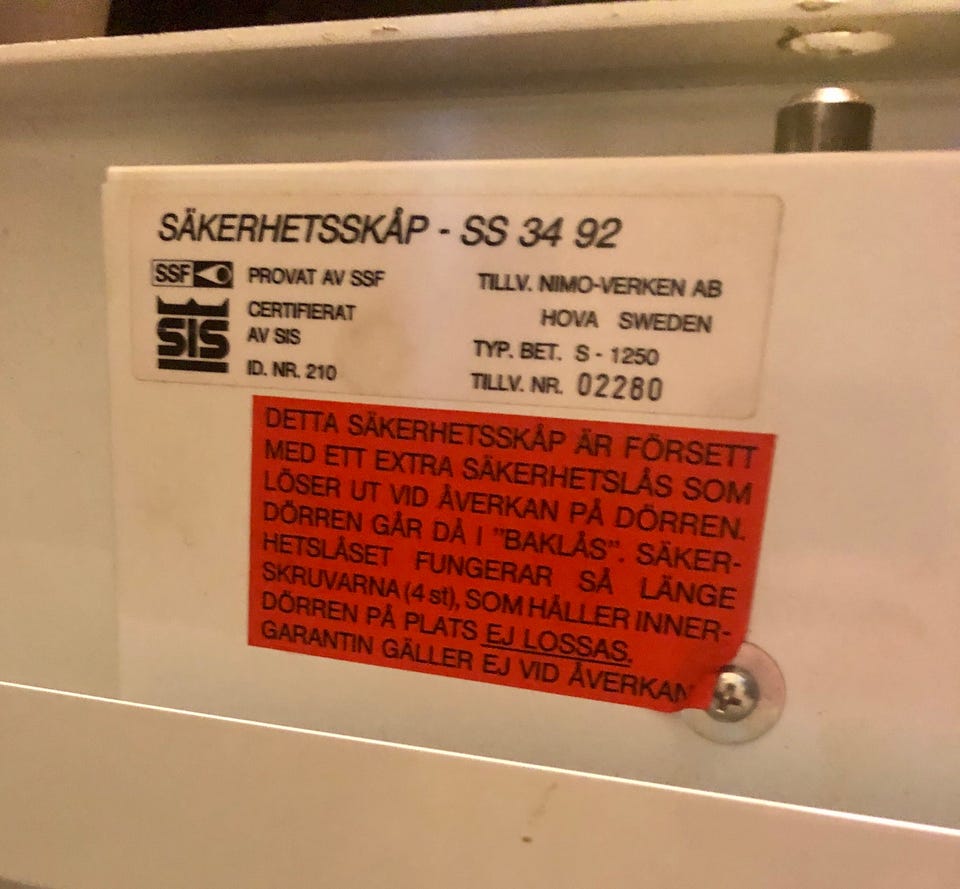 SÄKERHETSSKÅP - SS 34 92
SSF PROVAT AV SSF
SIS CERTIFIERAT
AV SIS
ID. NR. 210
TILLV. NIMO-VERKEN AB
HOVA SWEDEN
TYP. BET. S - 1250
TILLV. NR. 02280
DETTA SÄKERHETSSKÅP ÄR FÖRSETT
MED ETT EXTRA SÄKERHETSLÅS SOM
LÖSER UT VID ÅVERKAN PÅ DÖRREN.
DÖRREN GÅR DÅ I "BAKLÅS". SÄKER-
HETSLÅSET FUNGERAR SÅ LÄNGE
SKRUVARNA (4 st), SOM HÅLLER INNER-
DÖRREN PÅ PLATS EJ LOSSAS.
GARANTIN GÄLLER EJ VID ÅVERKAN